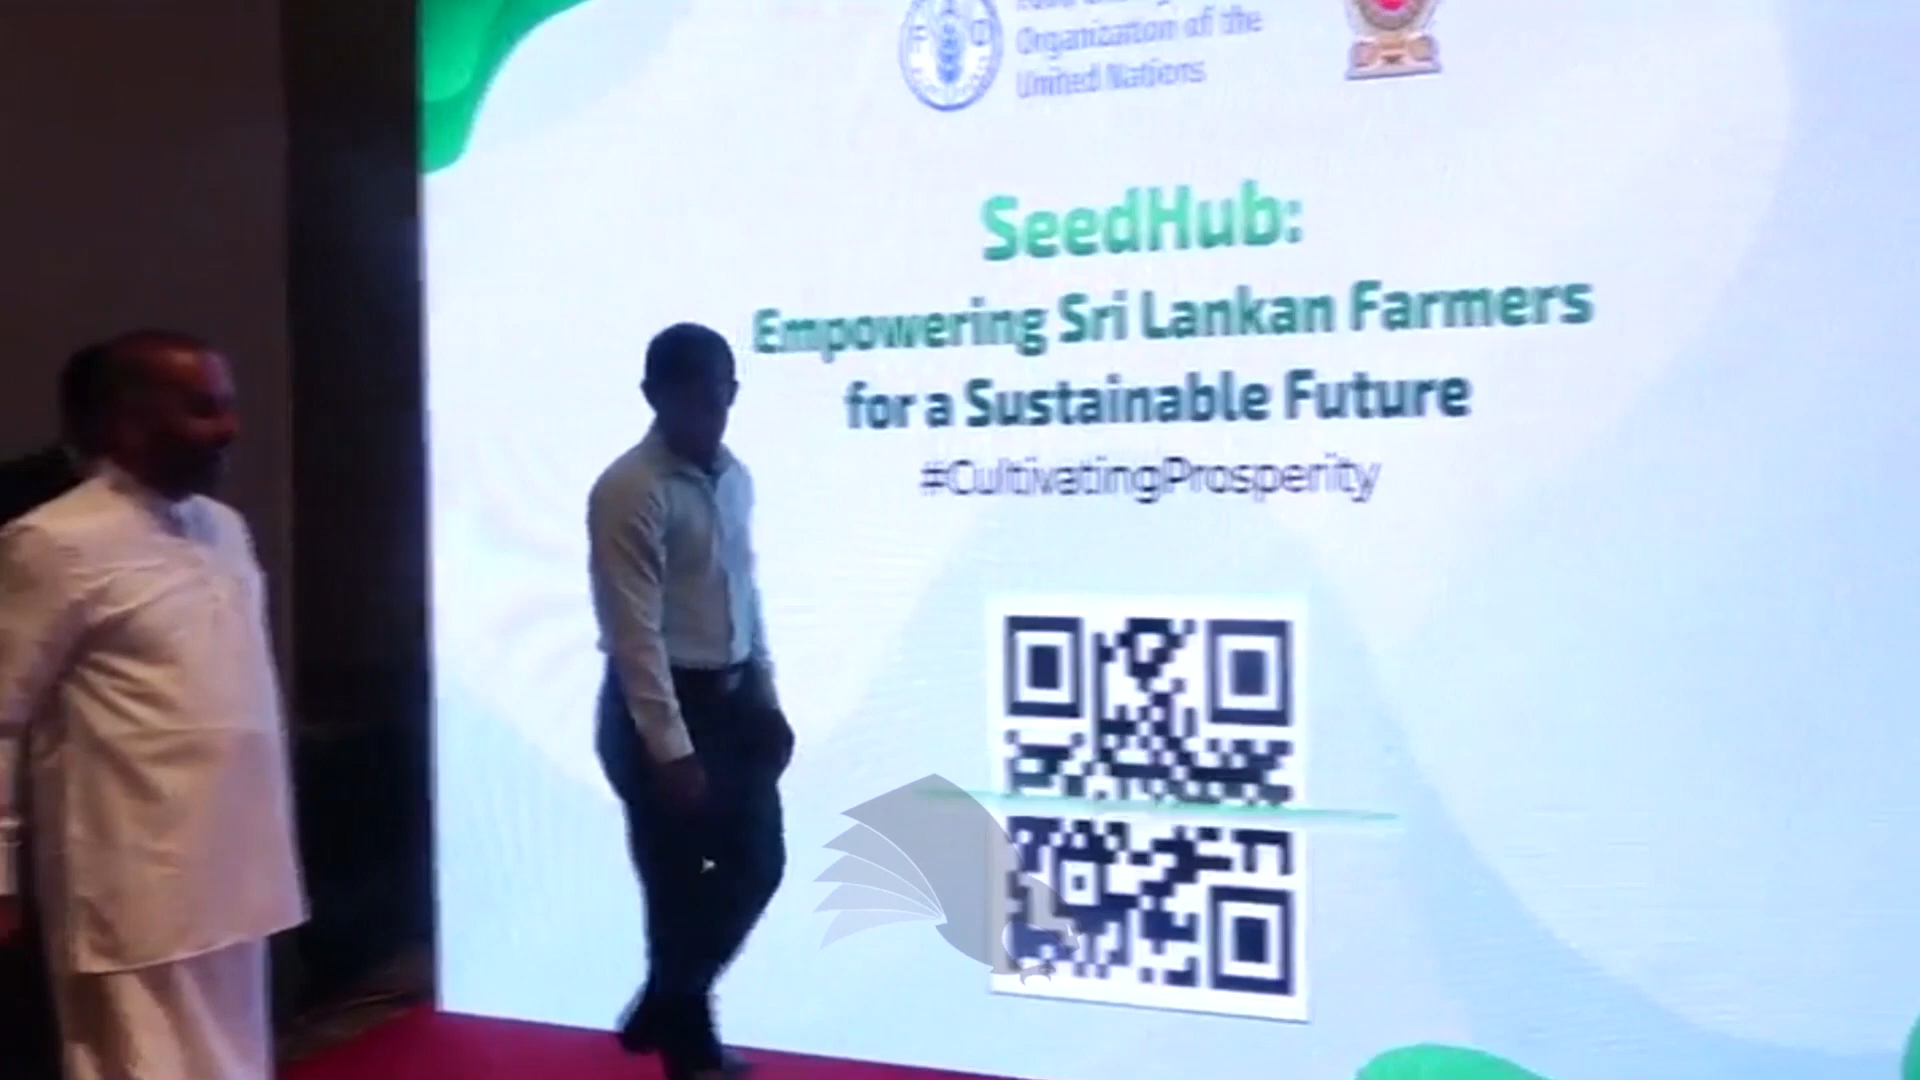 Organization of the
United Nations
SeedHub:
Empowering Sri Lankan Farmers
for a Sustainable Future
#CultivatingProsperity